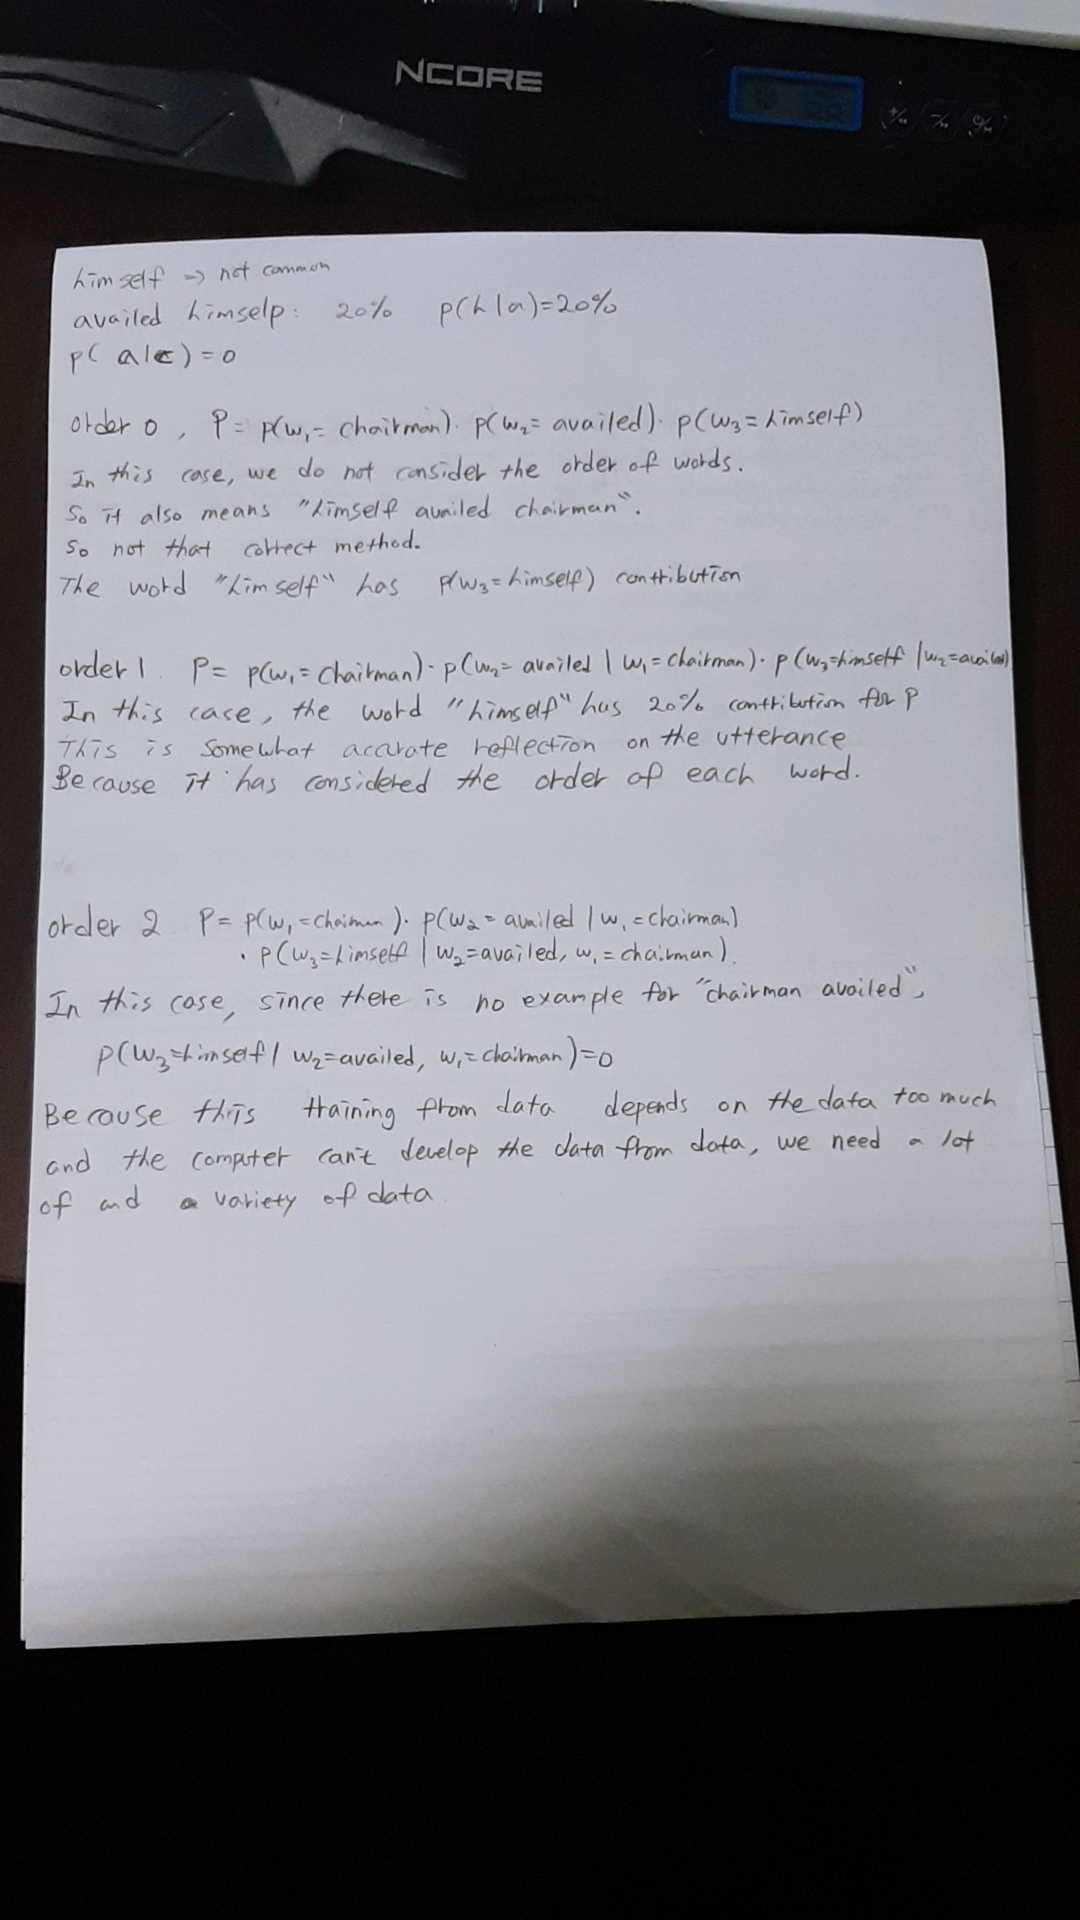 NCORE
himself => not common
availed himselp: 20% p(h|a)=20%
p(a|c)=0
order 0, P= p(w₁= chairman). p(w₂= availed). p(w₃= himself)
In this case, we do not consider the order of words.
So it also means "himself availed chairman".
So not that correct method.
The word "himself" has p(w₃= himself) contribution
order 1. P= p(w₁= chairman)· p(w₂= availed | w₁= chairman)· p(w₃=himself | w₂=availed)
In this case, the word "himself" has 20% contribution for P
This is somewhat accurate reflection on the utterance
Because it has considered the order of each word.
order 2 P= p(w₁=chairman)· p(w₂= availed | w₁=chairman)
· p(w₃=himself | w₂=availed, w₁= chairman).
In this case, since there is no example for "chairman availed",
p(w₃=himself | w₂=availed, w₁= chairman)=0
Because this training from data depends on the data too much
and the computer can't develop the data from data, we need a lot
of and a variety of data.